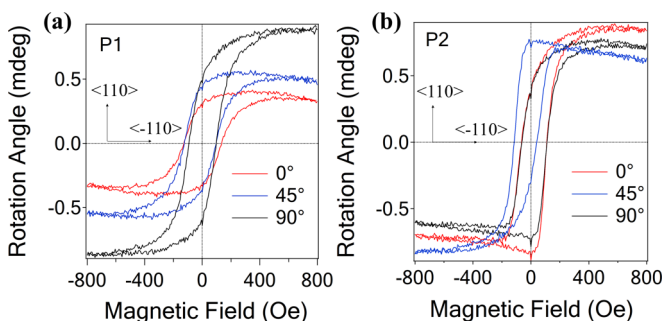 (a)
P1
Rotation Angle (mdeg)
0.5
0.0
-0.5
<110>
<-110>
0°
45°
90°
-800 -400 0 400 800
Magnetic Field (Oe)
(b)
P2
Rotation Angle (mdeg)
0.5
0.0
-0.5
<110>
<-110>
0°
45°
90°
-800 -400 0 400 800
Magnetic Field (Oe)